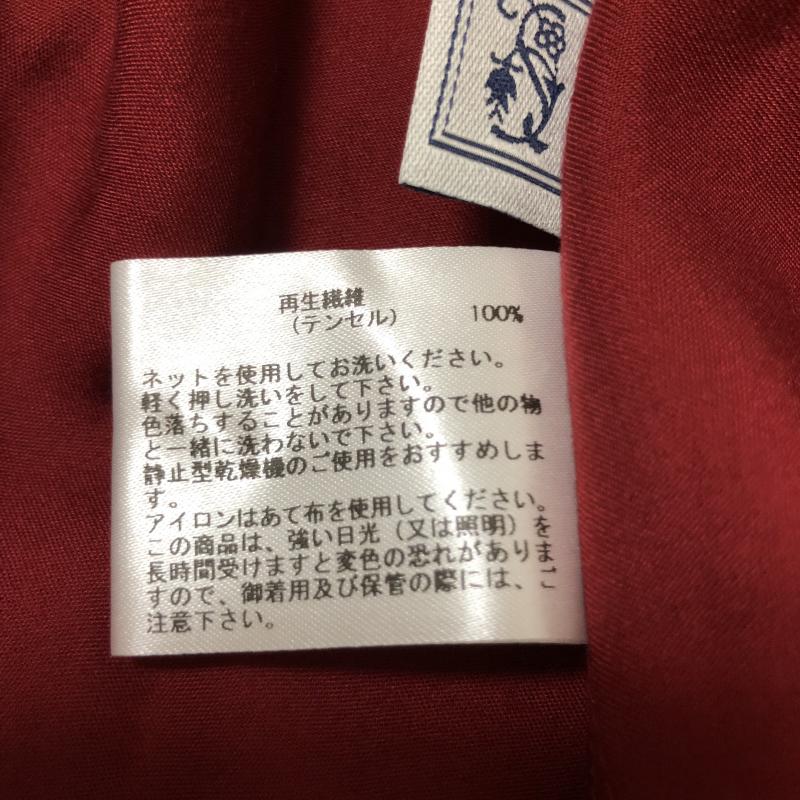 再生繊維
（テンセル） 100%
ネットを使用してお洗いください。
軽く押し洗いをして下さい。
色落ちすることがありますので他の物
と一緒に洗わないで下さい。
静止型乾燥機のご使用をおすすめしま
す。
アイロンはあて布を使用してください。
この商品は、強い日光（又は照明）を
長時間受けますと変色の恐れがありま
すので、御着用及び保管の際には、ご
注意下さい。